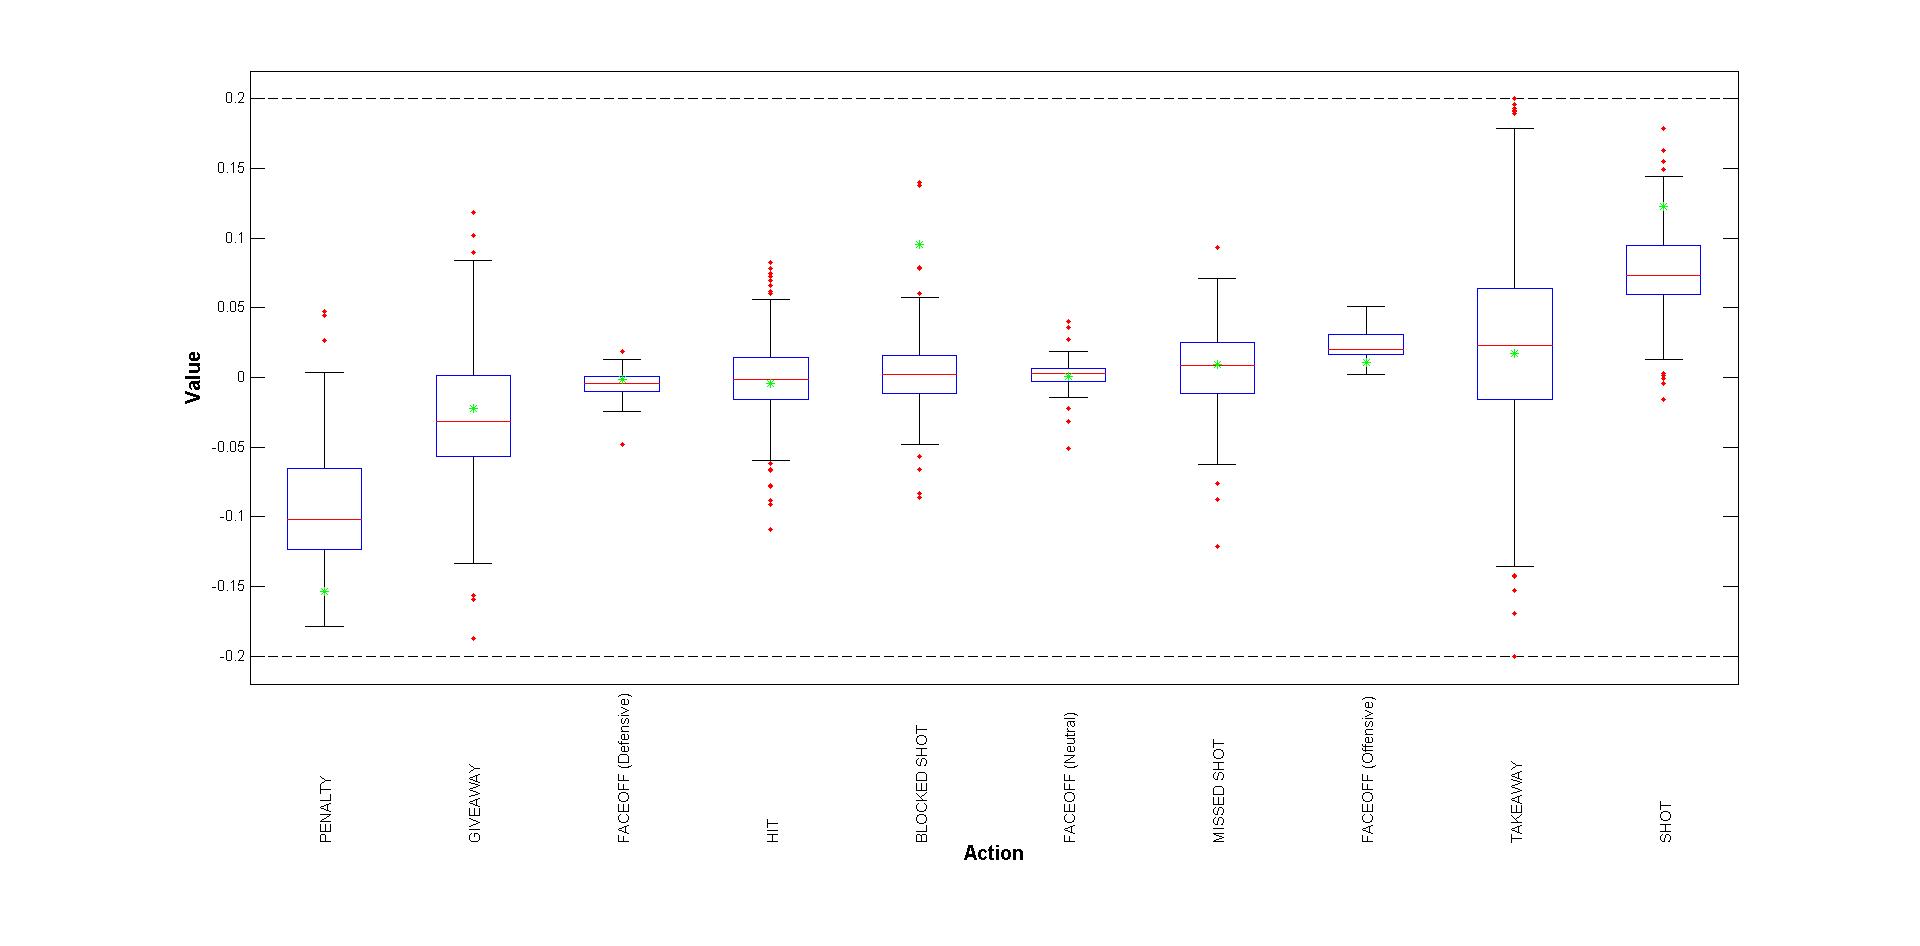 0.2
0.15
0.1
0.05
0
-0.05
-0.1
-0.15
-0.2
Value
PENALTY
GIVEAWAY
FACEOFF (Defensive)
HIT
BLOCKED SHOT
FACEOFF (Neutral)
MISSED SHOT
FACEOFF (Offensive)
TAKEAWAY
SHOT
Action